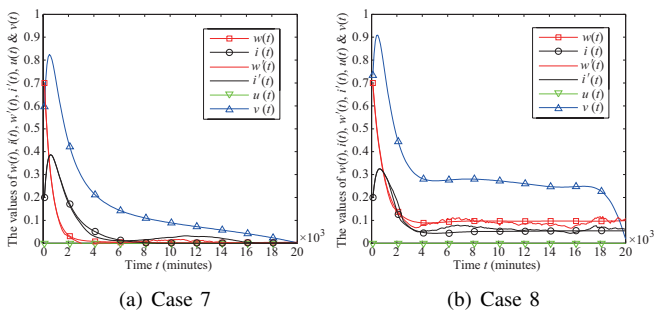 The values of w(t), i(t), w'(t), i'(t), u(t) & v(t)
1
0.9
0.8
0.7
0.6
0.5
0.4
0.3
0.2
0.1
0
w(t)
i(t)
w'(t)
i'(t)
u(t)
v(t)
×10³
0 2 4 6 8 10 12 14 16 18 20
Time t (minutes)
(a) Case 7
The values of w(t), i(t), w'(t), i'(t), u(t) & v(t)
1
0.9
0.8
0.7
0.6
0.5
0.4
0.3
0.2
0.1
0
w(t)
i(t)
w'(t)
i'(t)
u(t)
v(t)
×10³
0 2 4 6 8 10 12 14 16 18 20
Time t (minutes)
(b) Case 8